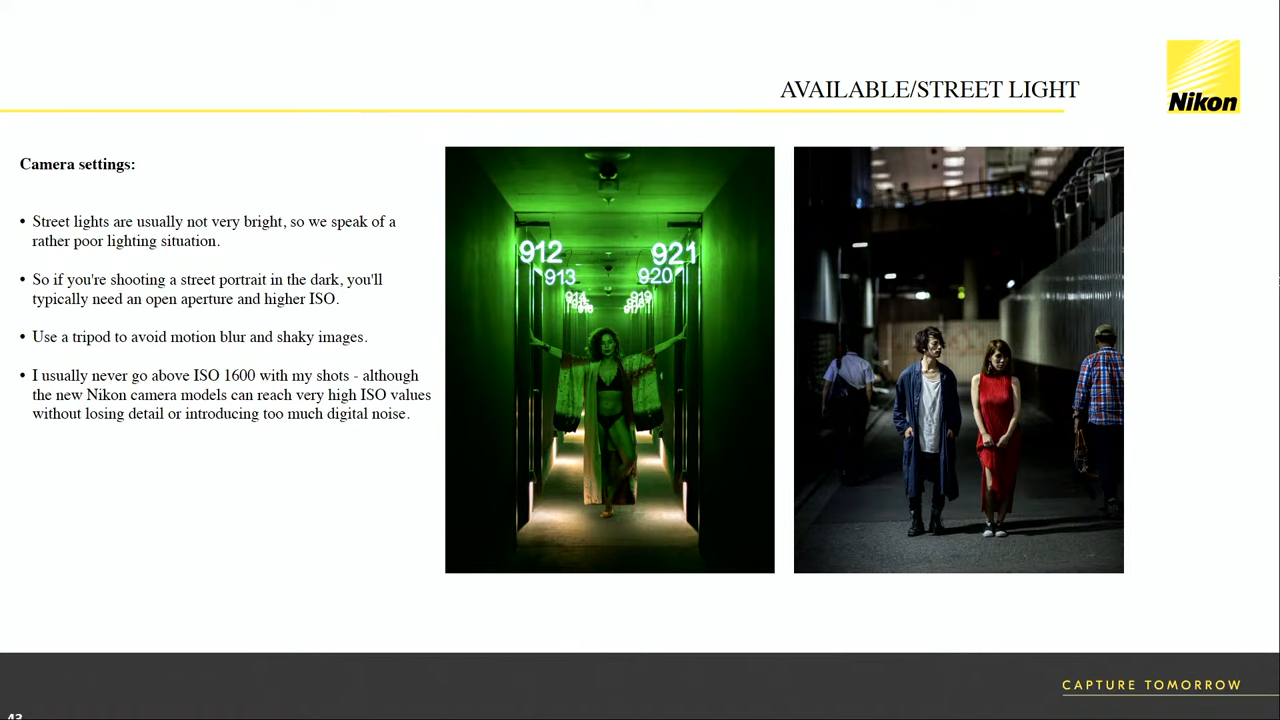 AVAILABLE/STREET LIGHT
Nikon
Camera settings:
• Street lights are usually not very bright, so we speak of a
rather poor lighting situation.
• So if you're shooting a street portrait in the dark, you'll
typically need an open aperture and higher ISO.
• Use a tripod to avoid motion blur and shaky images.
• I usually never go above ISO 1600 with my shots - although
the new Nikon camera models can reach very high ISO values
without losing detail or introducing too much digital noise.
912
921
913
920
914
919
CAPTURE TOMORROW
43